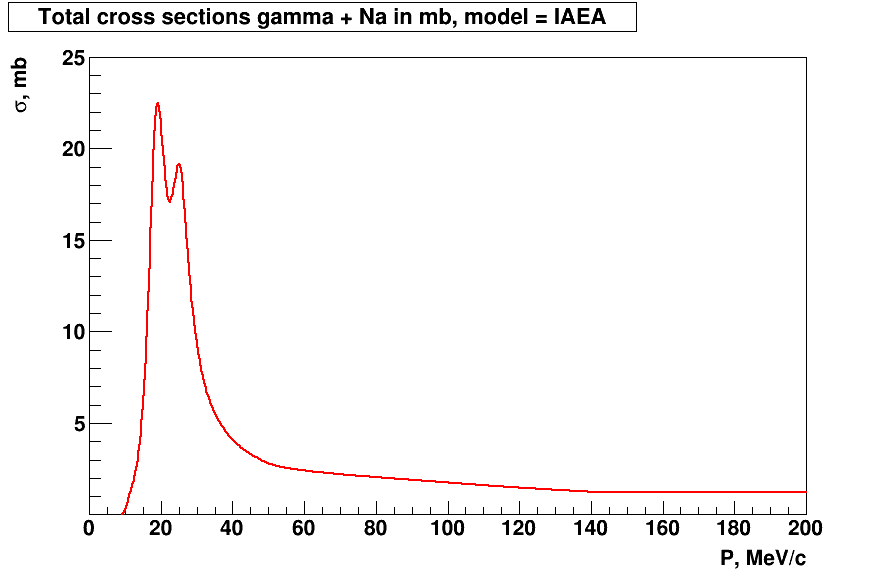 Total cross sections gamma + Na in mb, model = IAEA
σ, mb
25
20
15
10
5
0 20 40 60 80 100 120 140 160 180 200
P, MeV/c